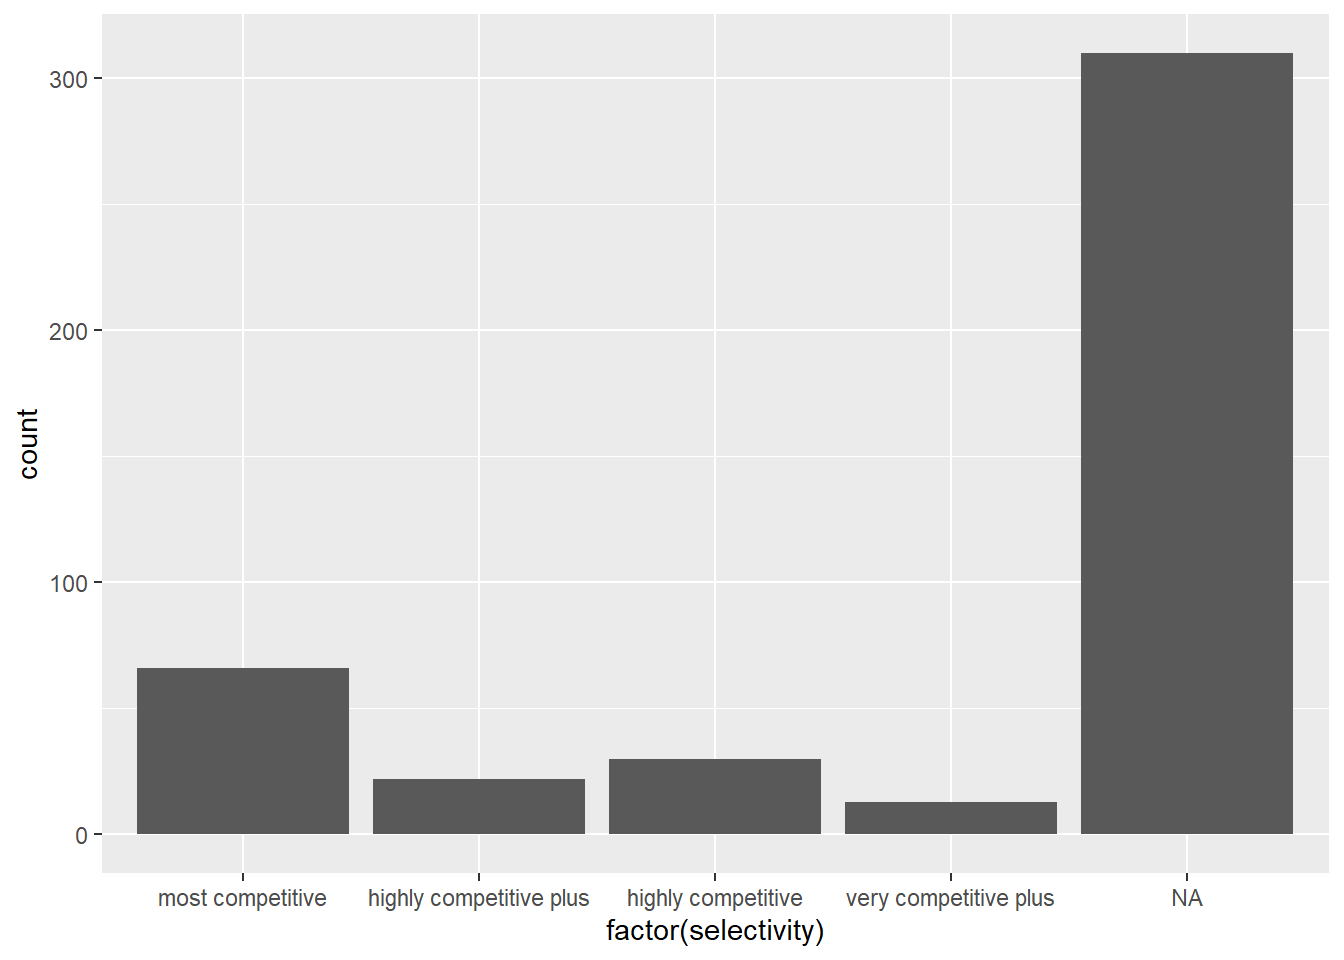 300
200
100
0
count
most competitive
highly competitive plus
highly competitive
very competitive plus
NA
factor(selectivity)